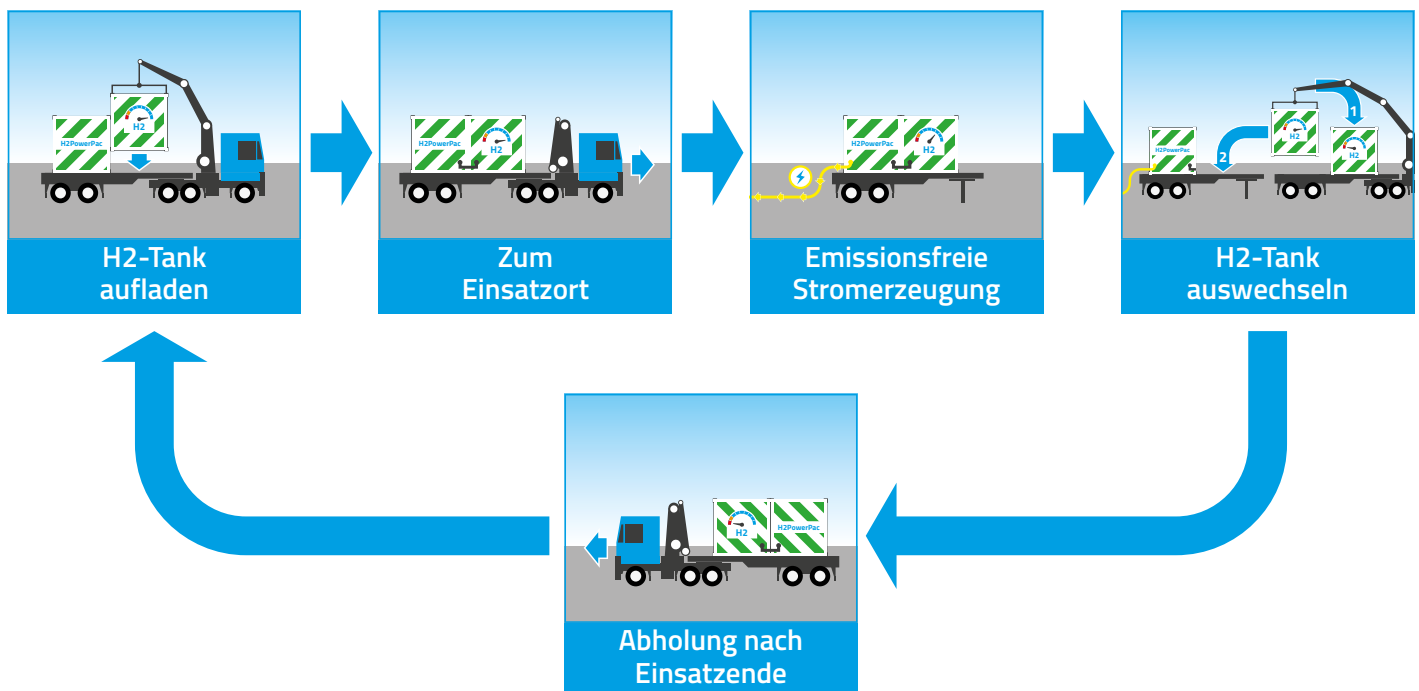 H2PowerPac
H2
H2-Tank
aufladen
H2PowerPac
H2
Zum
Einsatzort
H2PowerPac
H2
Emissionsfreie
Stromerzeugung
H2PowerPac
2
H2
1
H2
H2-Tank
auswechseln
H2
H2PowerPac
Abholung nach
Einsatzende